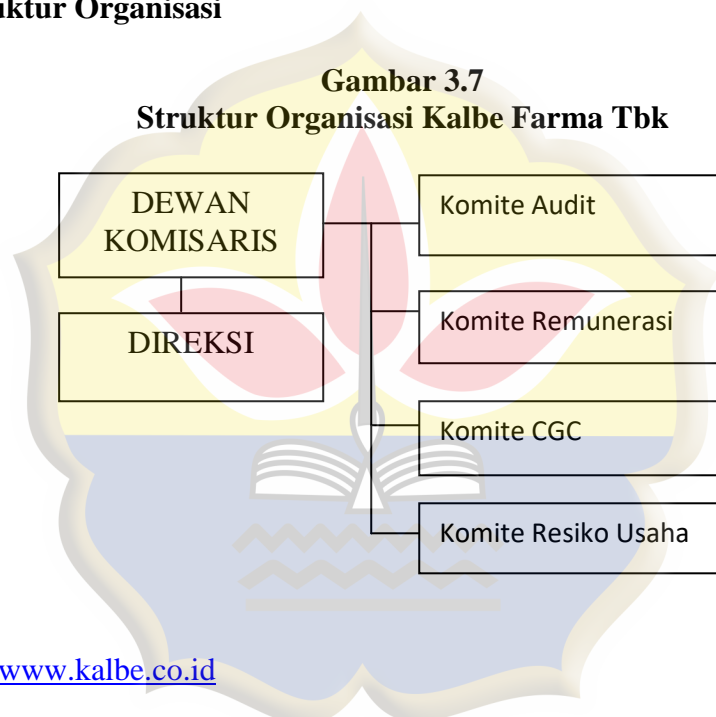 ktur Organisasi
Gambar 3.7
Struktur Organisasi Kalbe Farma Tbk
DEWAN
KOMISARIS
DIREKSI
Komite Audit
Komite Remunerasi
Komite CGC
Komite Resiko Usaha
www.kalbe.co.id